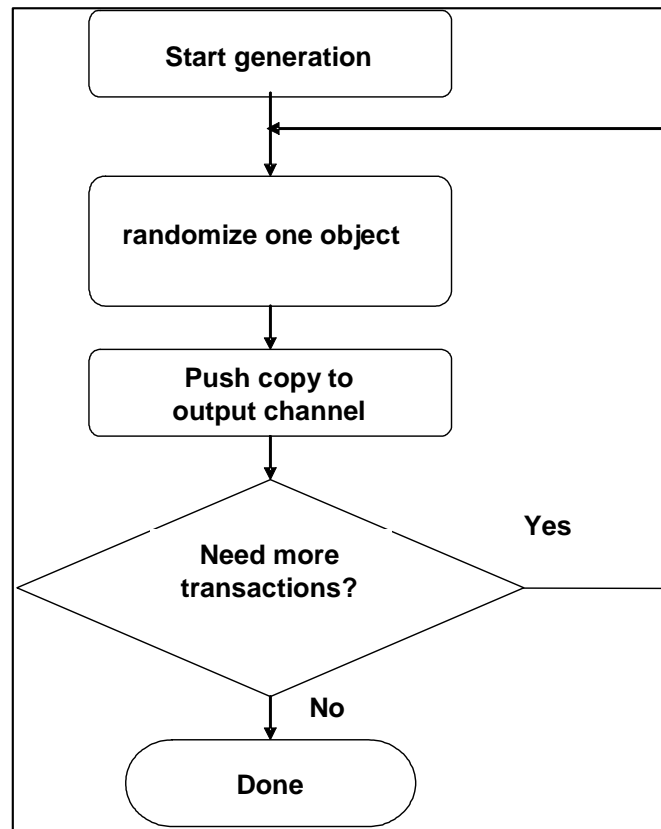 Start generation
randomize one object
Push copy to
output channel
Need more
transactions?
Yes
No
Done